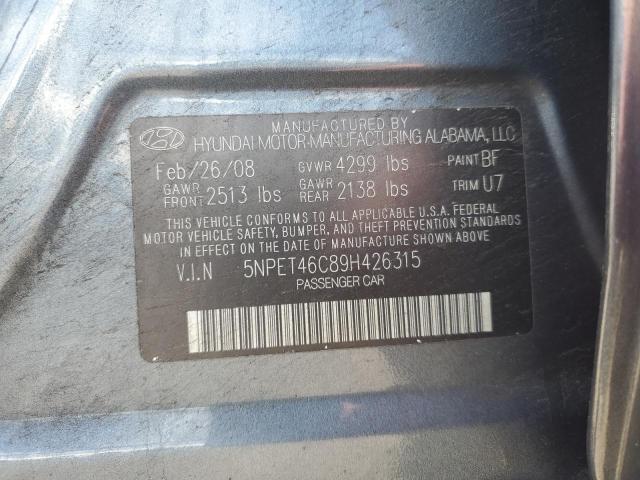 MANUFACTURED BY
HYUNDAI MOTOR MANUFACTURING ALABAMA, LLC
Feb/26/08 GVWR 4299 lbs PAINT BF
GAWR FRONT 2513 lbs GAWR REAR 2138 lbs TRIM U7
THIS VEHICLE CONFORMS TO ALL APPLICABLE U.S.A. FEDERAL
MOTOR VEHICLE SAFETY, BUMPER, AND THEFT PREVENTION STANDARDS
IN EFFECT ON THE DATE OF MANUFACTURE SHOWN ABOVE.
V.I.N 5NPET46C89H426315
PASSENGER CAR